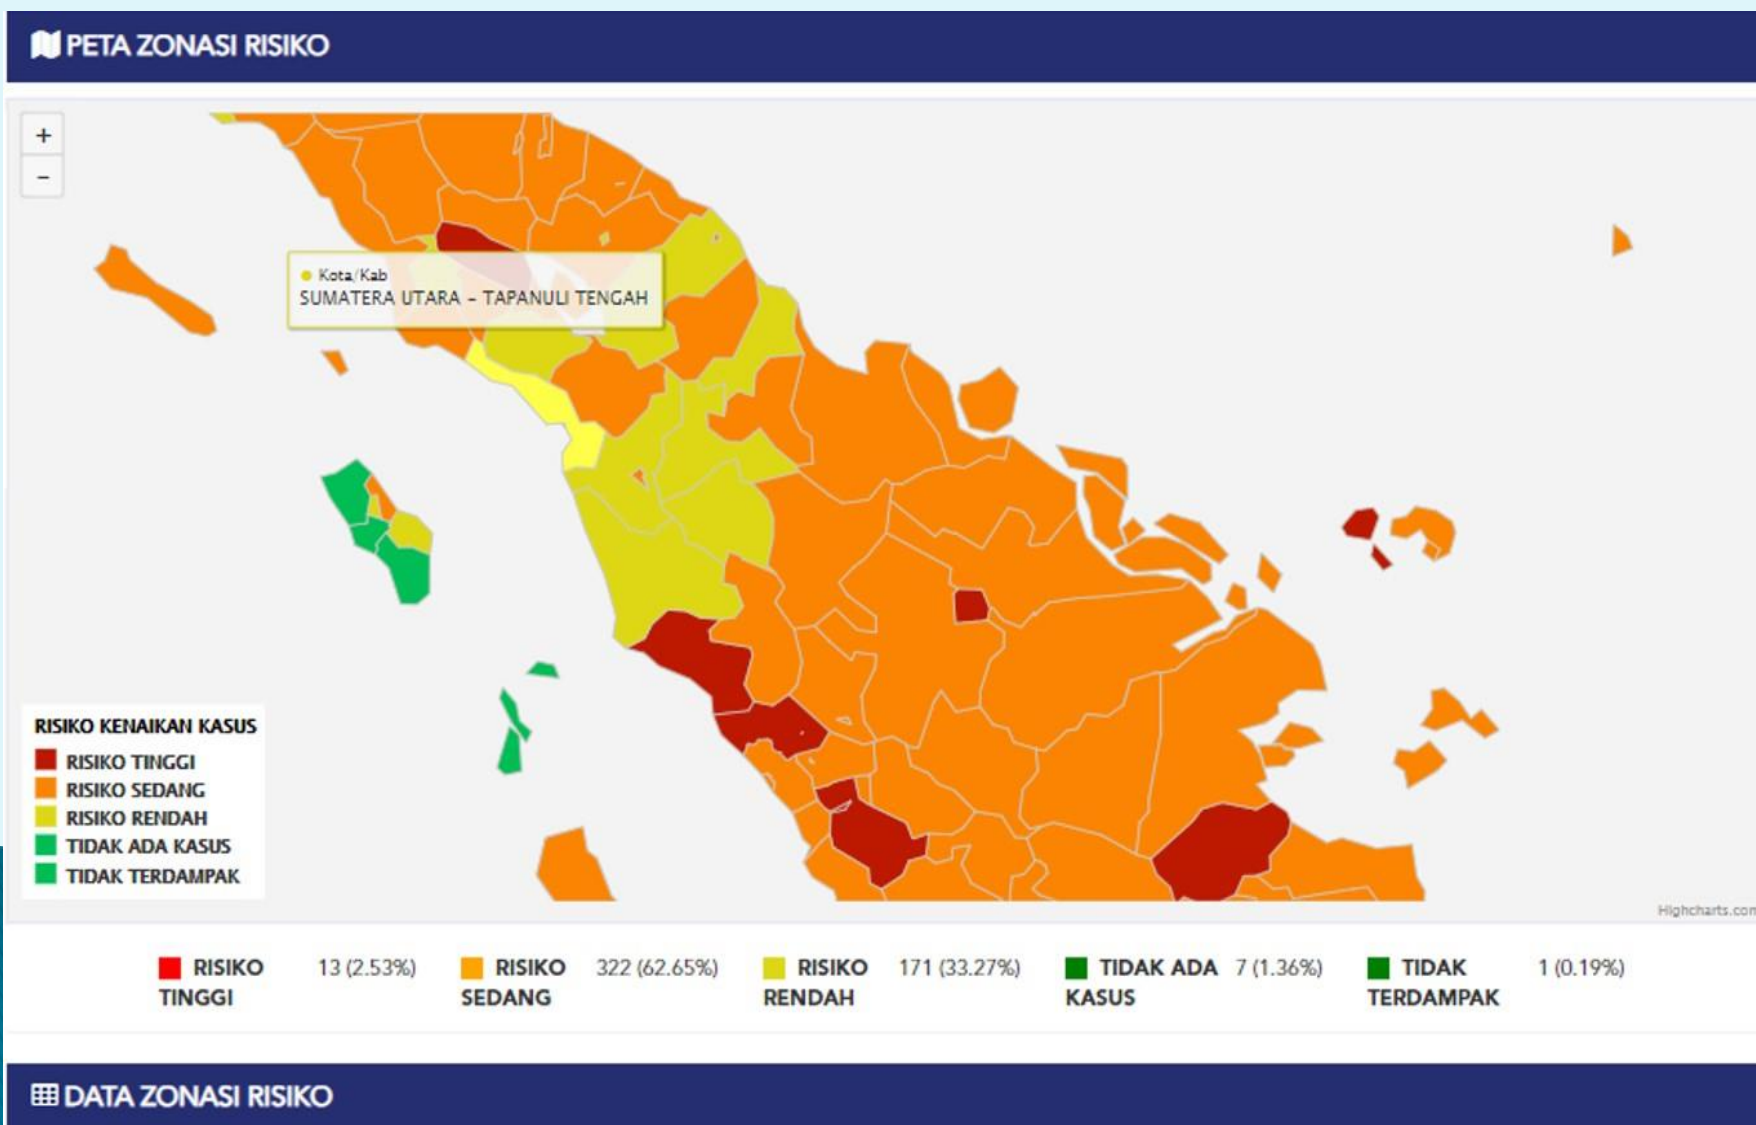 PETA ZONASI RISIKO
+
−
Kota/Kab
SUMATERA UTARA - TAPANULI TENGAH
RISIKO KENAIKAN KASUS
RISIKO TINGGI
RISIKO SEDANG
RISIKO RENDAH
TIDAK ADA KASUS
TIDAK TERDAMPAK
Highcharts.com
RISIKO TINGGI 13 (2.53%)
RISIKO SEDANG 322 (62.65%)
RISIKO RENDAH 171 (33.27%)
TIDAK ADA KASUS 7 (1.36%)
TIDAK TERDAMPAK 1 (0.19%)
DATA ZONASI RISIKO